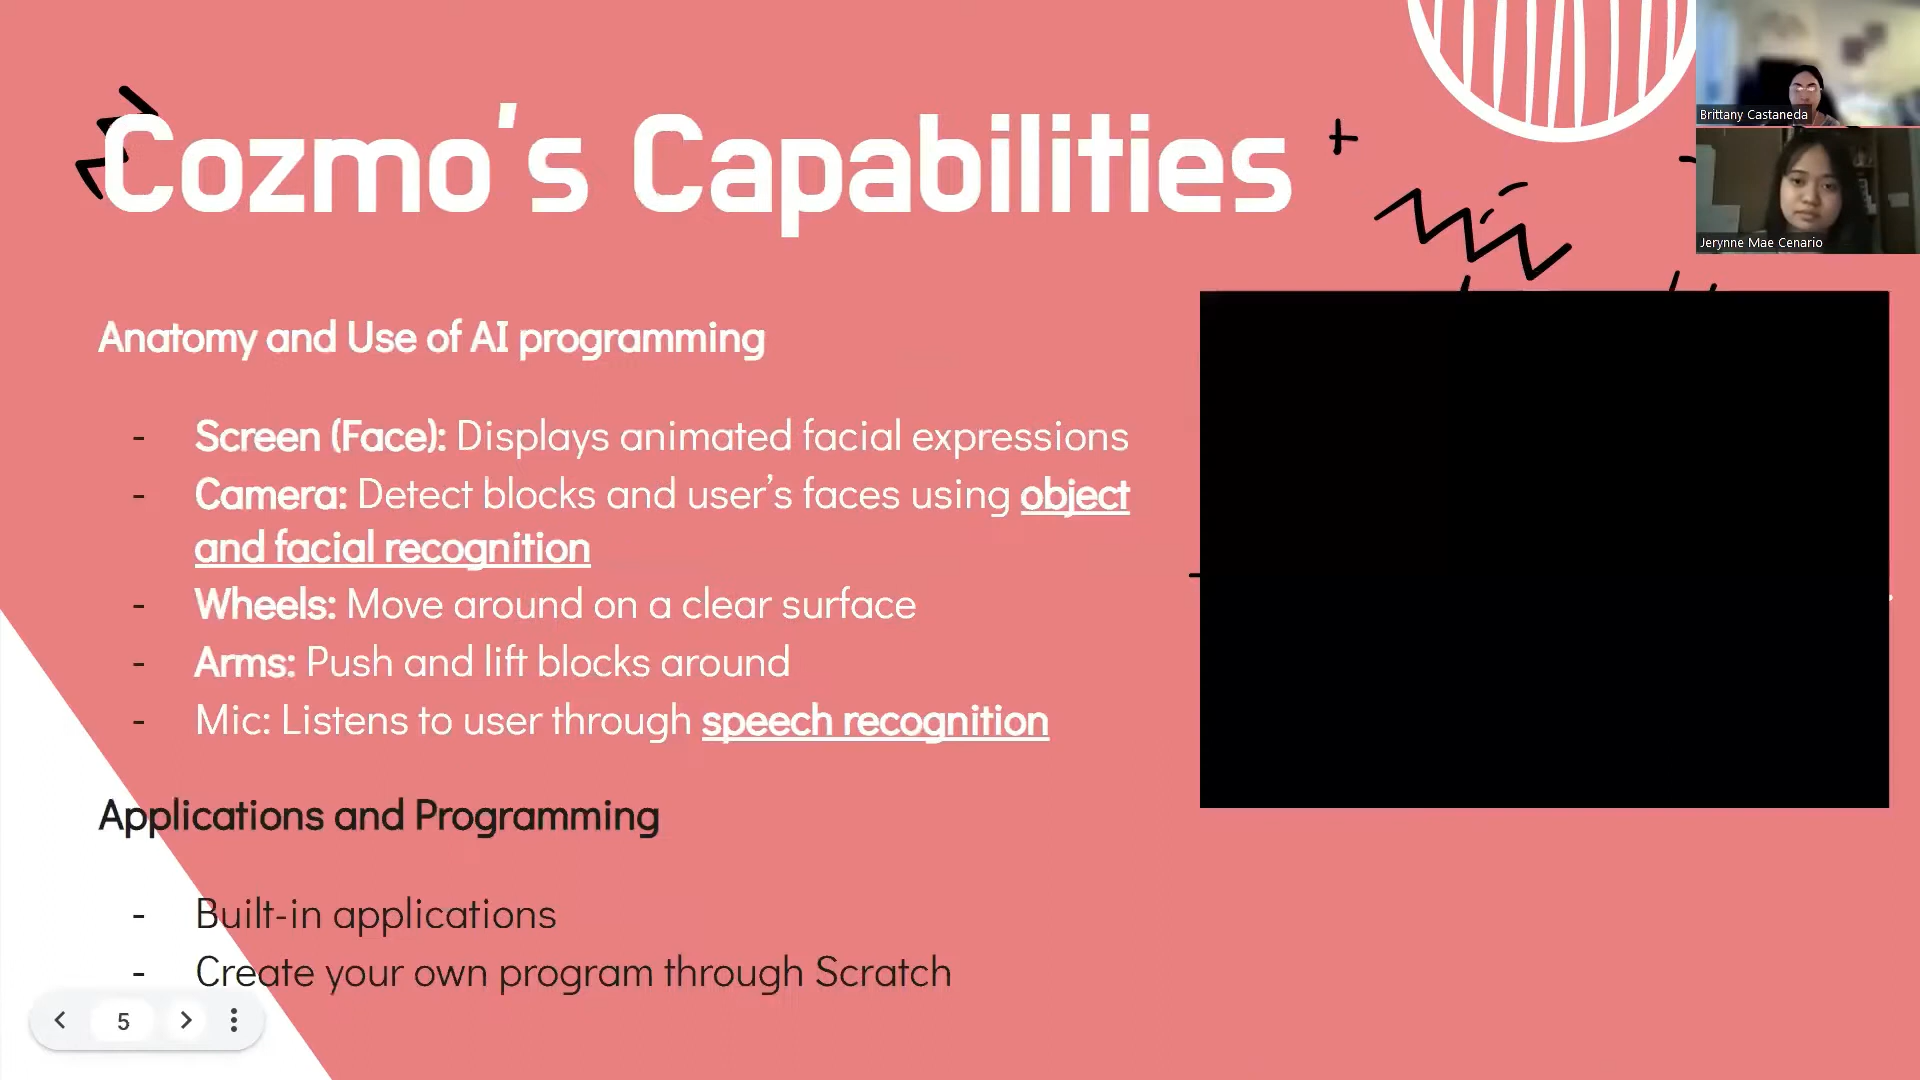 Cozmo's Capabilities
Brittany Castaneda
Jerynne Mae Cenario
Anatomy and Use of AI programming
- Screen (Face): Displays animated facial expressions
- Camera: Detect blocks and user's faces using object
and facial recognition
- Wheels: Move around on a clear surface
- Arms: Push and lift blocks around
- Mic: Listens to user through speech recognition
Applications and Programming
- Built-in applications
- Create your own program through Scratch
5